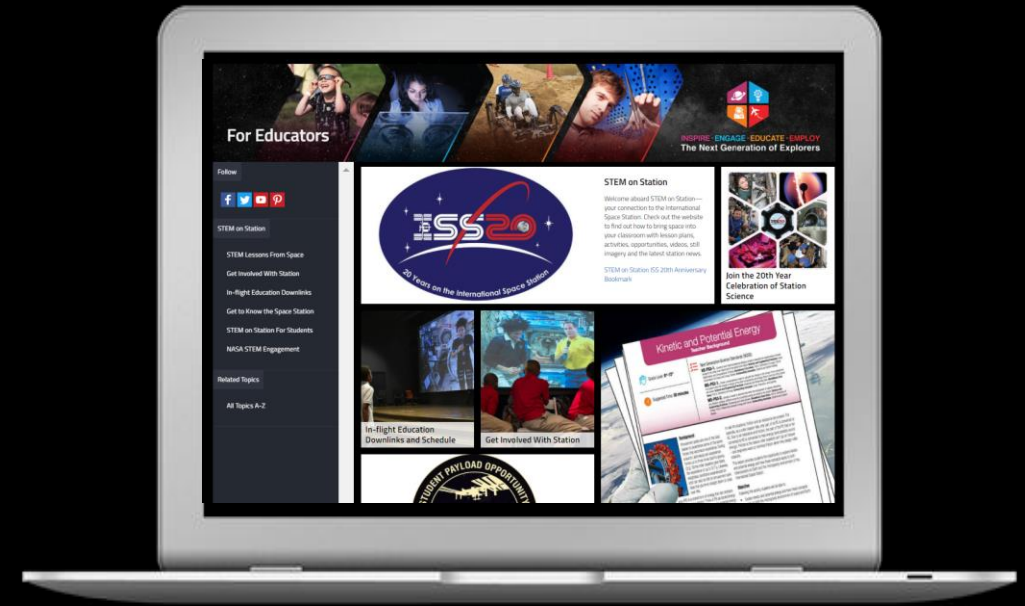 For Educators
INSPIRE - ENGAGE - EDUCATE - EMPLOY
The Next Generation of Explorers
Follow
STEM on Station
STEM Lessons From Space
Get Involved With Station
In-flight Education Downlinks
Get to Know the Space Station
STEM on Station For Students
NASA STEM Engagement
Related Topics
All Topics A-Z
ISS20
20 Years on the International Space Station
STEM on Station
Welcome aboard STEM on Station—
your connection to the International
Space Station. Check out the website
to find out how to bring space into
your classroom with lesson plans,
activities, opportunities, videos, still
imagery and the latest station news.
STEM on Station ISS 20th Anniversary
Bookmark
Join the 20th Year
Celebration of Station
Science
In-flight Education
Downlinks and Schedule
Get Involved With Station
STUDENT PAYLOAD OPPORTUNITY
Kinetic and Potential Energy
Teacher Background
Background